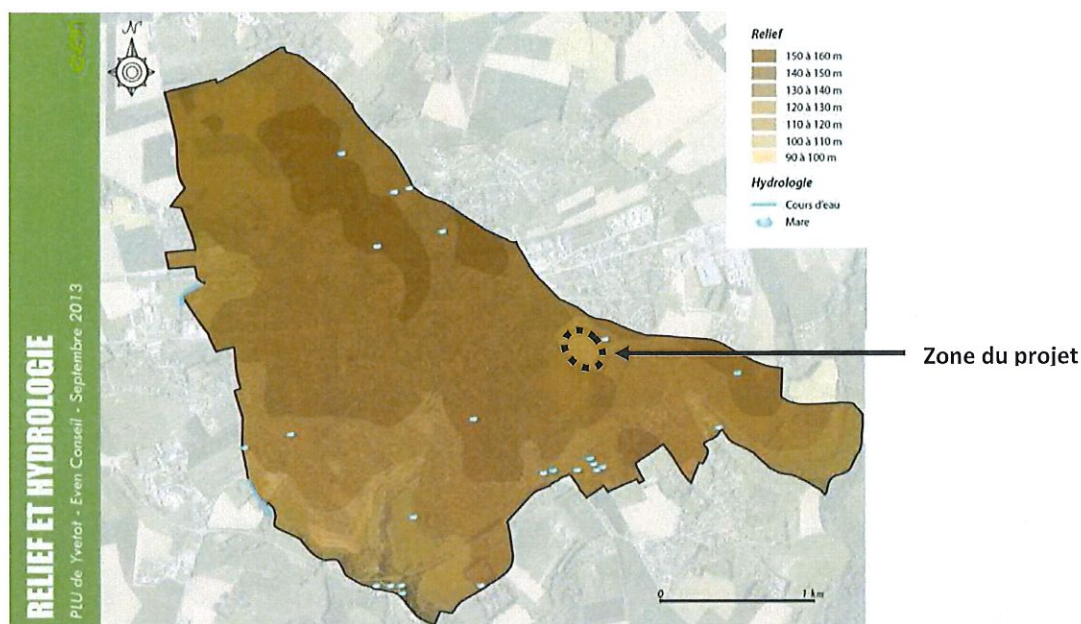 RELIEF ET HYDROLOGIE
PLU de Yvetot - Even Conseil - Septembre 2013
N
Relief
150 à 160 m
140 à 150 m
130 à 140 m
120 à 130 m
110 à 120 m
100 à 110 m
90 à 100 m
Hydrologie
Cours d'eau
Mare
Zone du projet
0 1 km